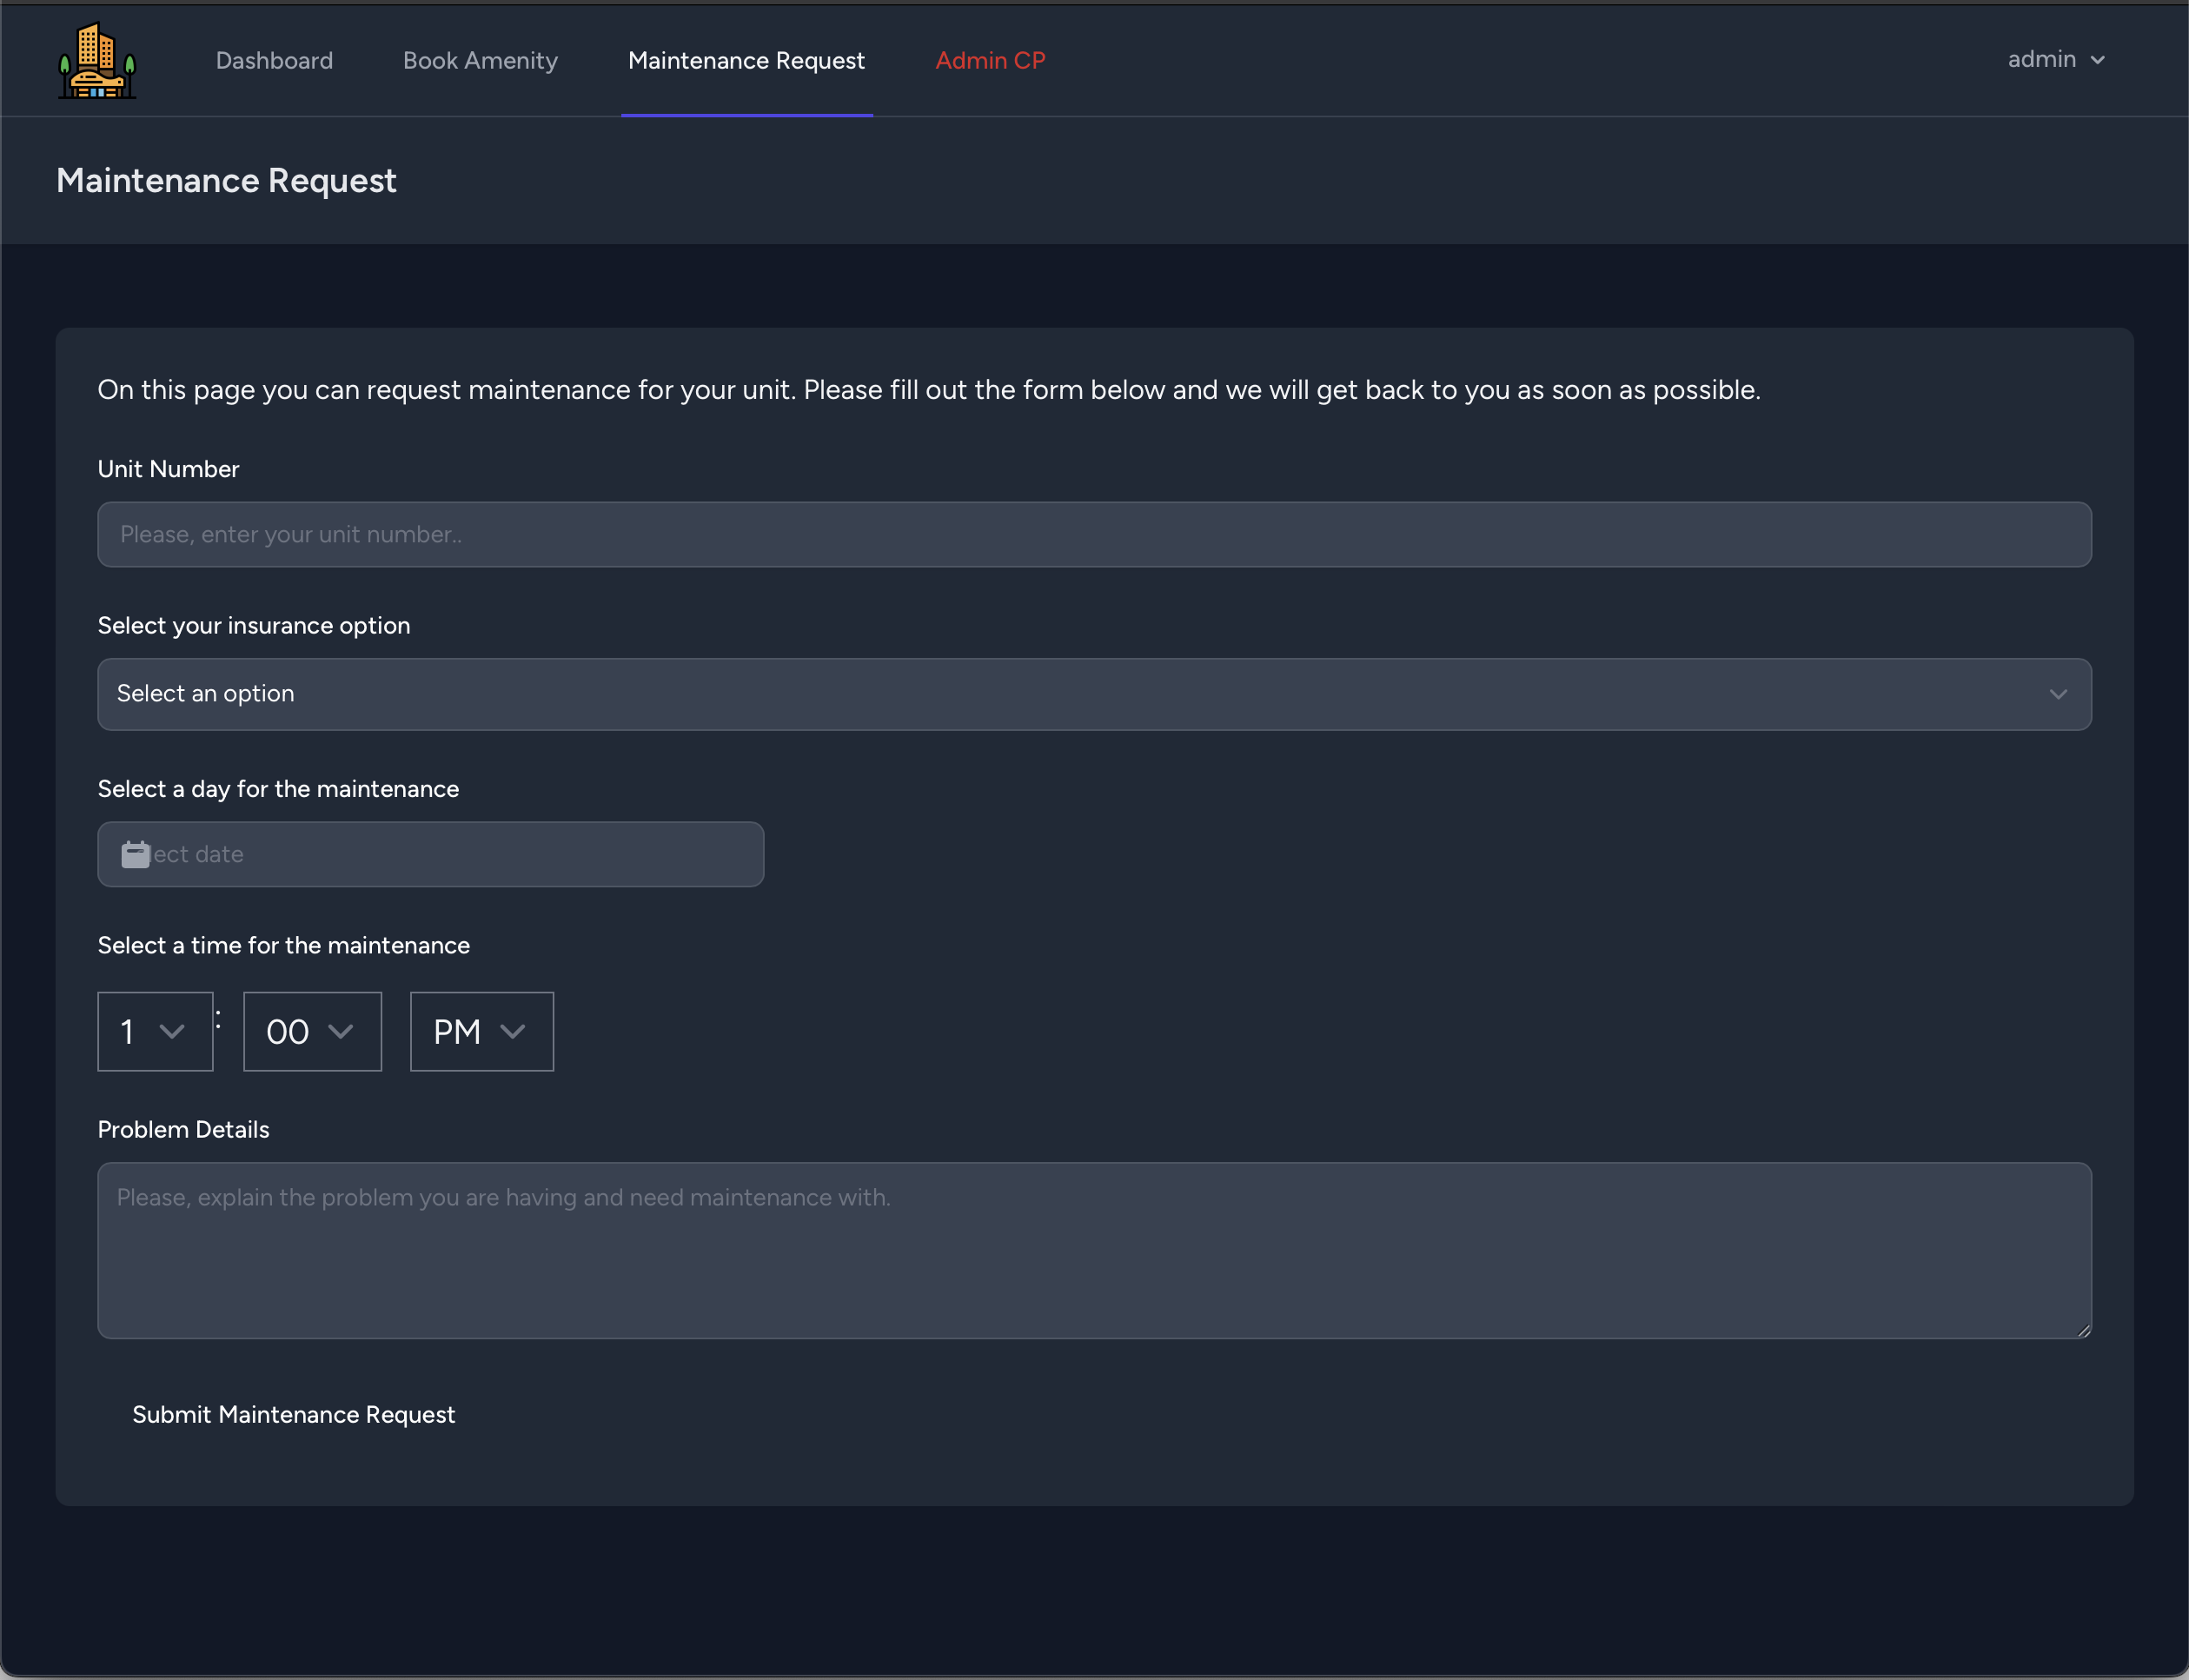 Dashboard Book Amenity Maintenance Request Admin CP admin
Maintenance Request
On this page you can request maintenance for your unit. Please fill out the form below and we will get back to you as soon as possible.
Unit Number
Please, enter your unit number..
Select your insurance option
Select an option
Select a day for the maintenance
lect date
Select a time for the maintenance
1 : 00 PM
Problem Details
Please, explain the problem you are having and need maintenance with.
Submit Maintenance Request